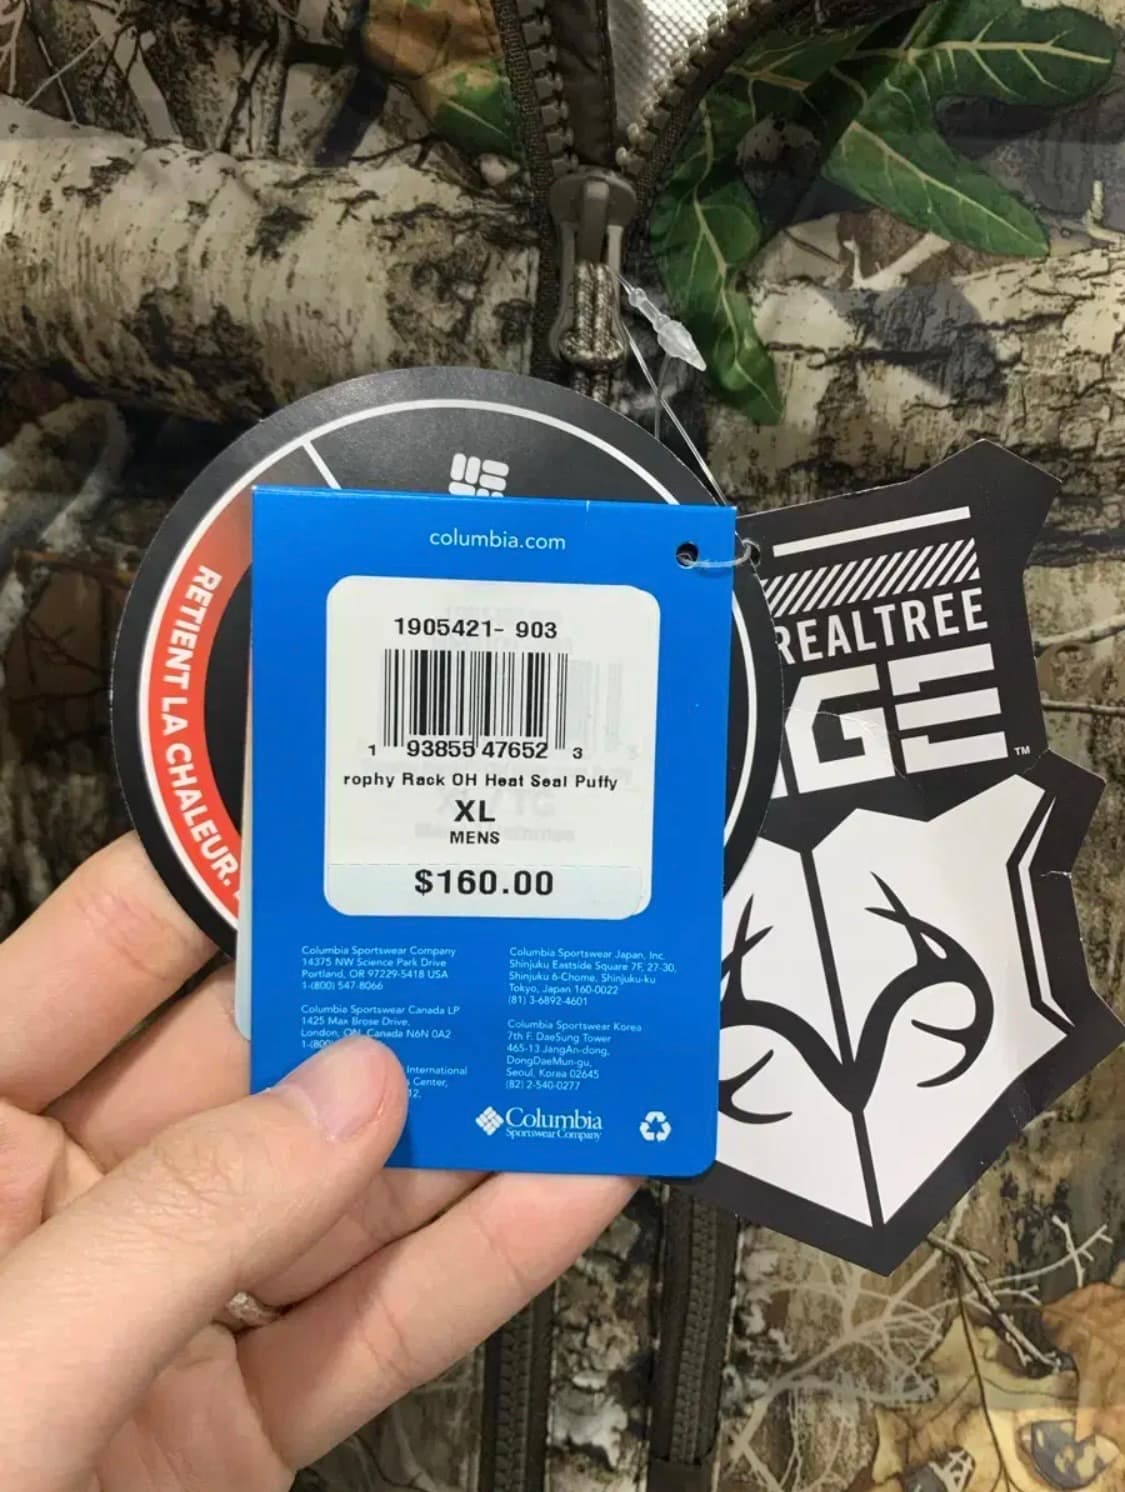 columbia.com
1905421- 903
1 93855 47652 3
rophy Rack OH Heat Seal Puffy
XL
MENS
$160.00
Columbia Sportswear Company
14375 NW Science Park Drive
Portland, OR 97229-5418 USA
1-(800) 547-8066
Columbia Sportswear Canada LP
1425 Max Brose Drive.
London, ON, Canada N6N 0A2
1-(800)
International
Center,
12.
Columbia Sportswear Japan, Inc.
Shinjuku Eastside Square 7F, 27-30,
Shinjuku 6-Chome, Shinjuku-ku
Tokyo, Japan 160-0022
(81) 3-6892-4601
Columbia Sportswear Korea
7th F. DaeSung Tower
465-13 JangAn-dong,
DongDaeMun-gu,
Seoul, Korea 02645
(82) 2-540-0277
Columbia
Sportswear Company
RETIENT LA CHALEUR.
REALTREE
GE™